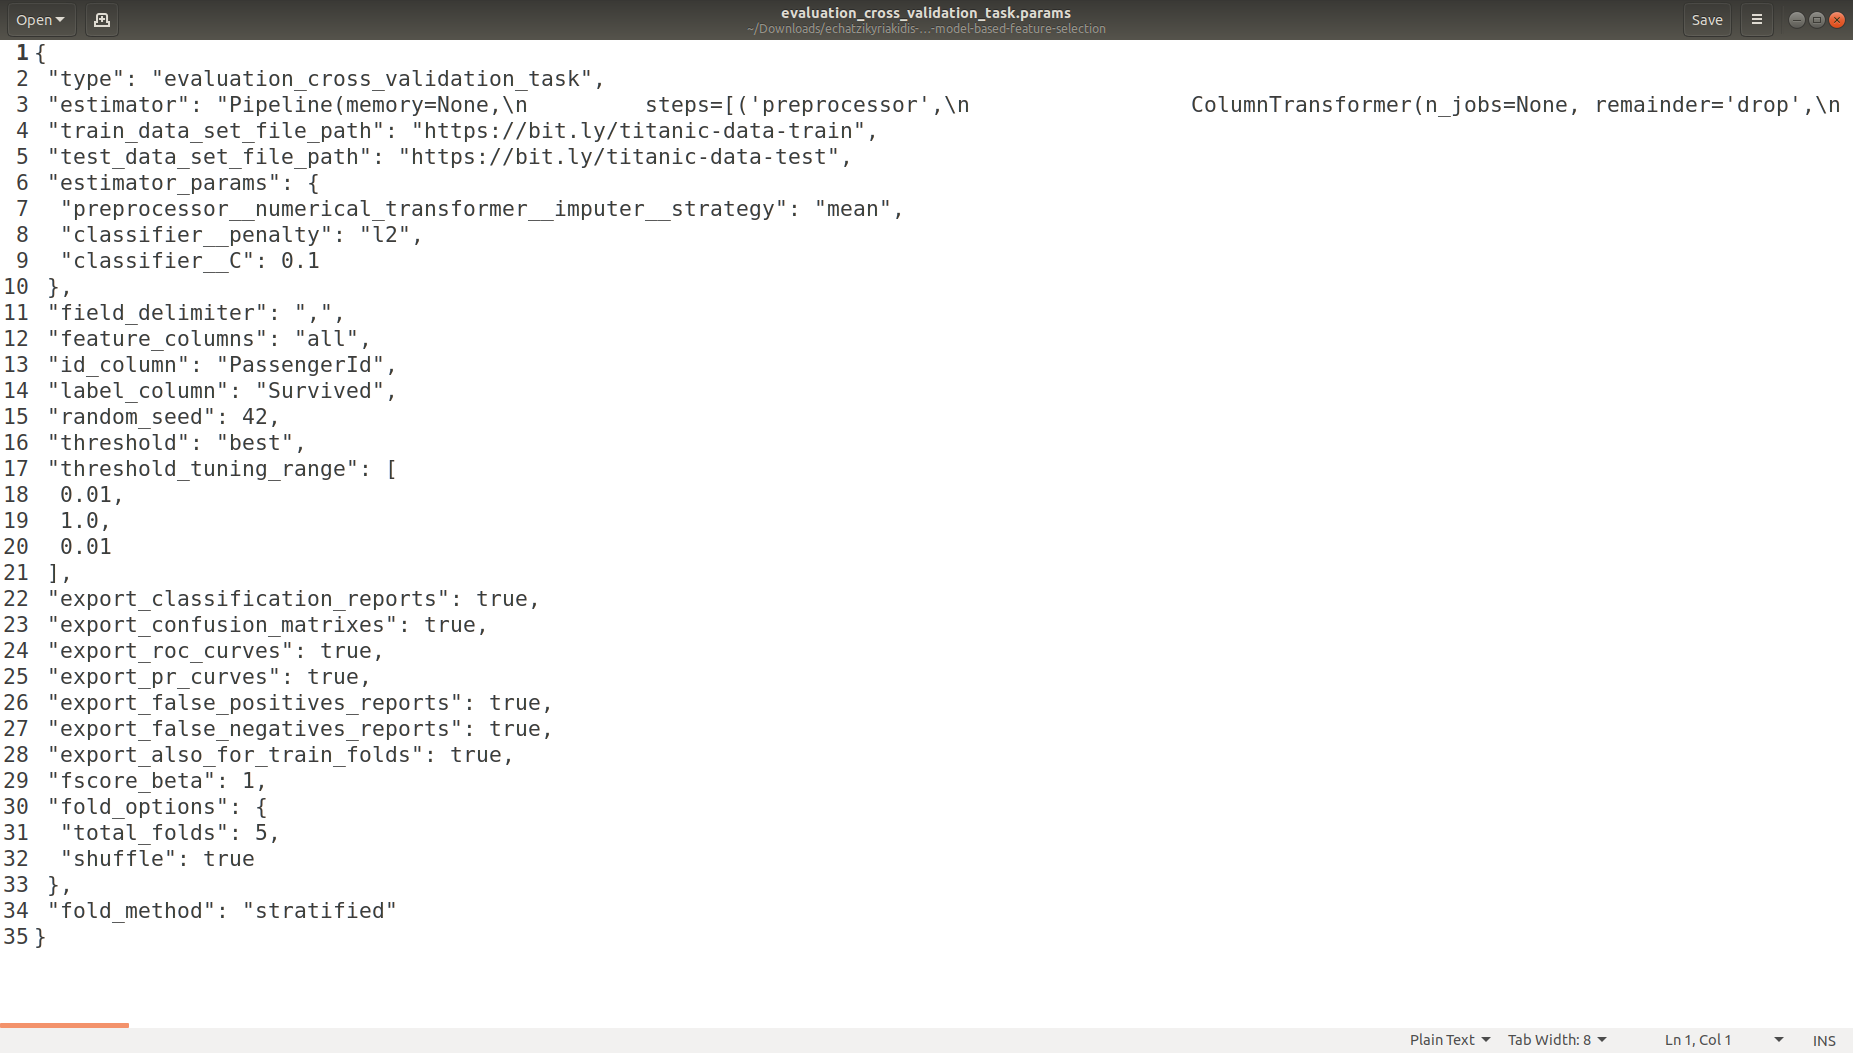 Open
evaluation_cross_validation_task.params
~/Downloads/echatzikyriakidis-...-model-based-feature-selection
Save
1 {
2  "type": "evaluation_cross_validation_task",
3  "estimator": "Pipeline(memory=None,\n         steps=[('preprocessor',\n                 ColumnTransformer(n_jobs=None, remainder='drop',\n
4  "train_data_set_file_path": "https://bit.ly/titanic-data-train",
5  "test_data_set_file_path": "https://bit.ly/titanic-data-test",
6  "estimator_params": {
7   "preprocessor__numerical_transformer__imputer__strategy": "mean",
8   "classifier__penalty": "l2",
9   "classifier__C": 0.1
10  },
11  "field_delimiter": ",",
12  "feature_columns": "all",
13  "id_column": "PassengerId",
14  "label_column": "Survived",
15  "random_seed": 42,
16  "threshold": "best",
17  "threshold_tuning_range": [
18   0.01,
19   1.0,
20   0.01
21  ],
22  "export_classification_reports": true,
23  "export_confusion_matrixes": true,
24  "export_roc_curves": true,
25  "export_pr_curves": true,
26  "export_false_positives_reports": true,
27  "export_false_negatives_reports": true,
28  "export_also_for_train_folds": true,
29  "fscore_beta": 1,
30  "fold_options": {
31   "total_folds": 5,
32   "shuffle": true
33  },
34  "fold_method": "stratified"
35 }
Plain Text Tab Width: 8 Ln 1, Col 1 INS